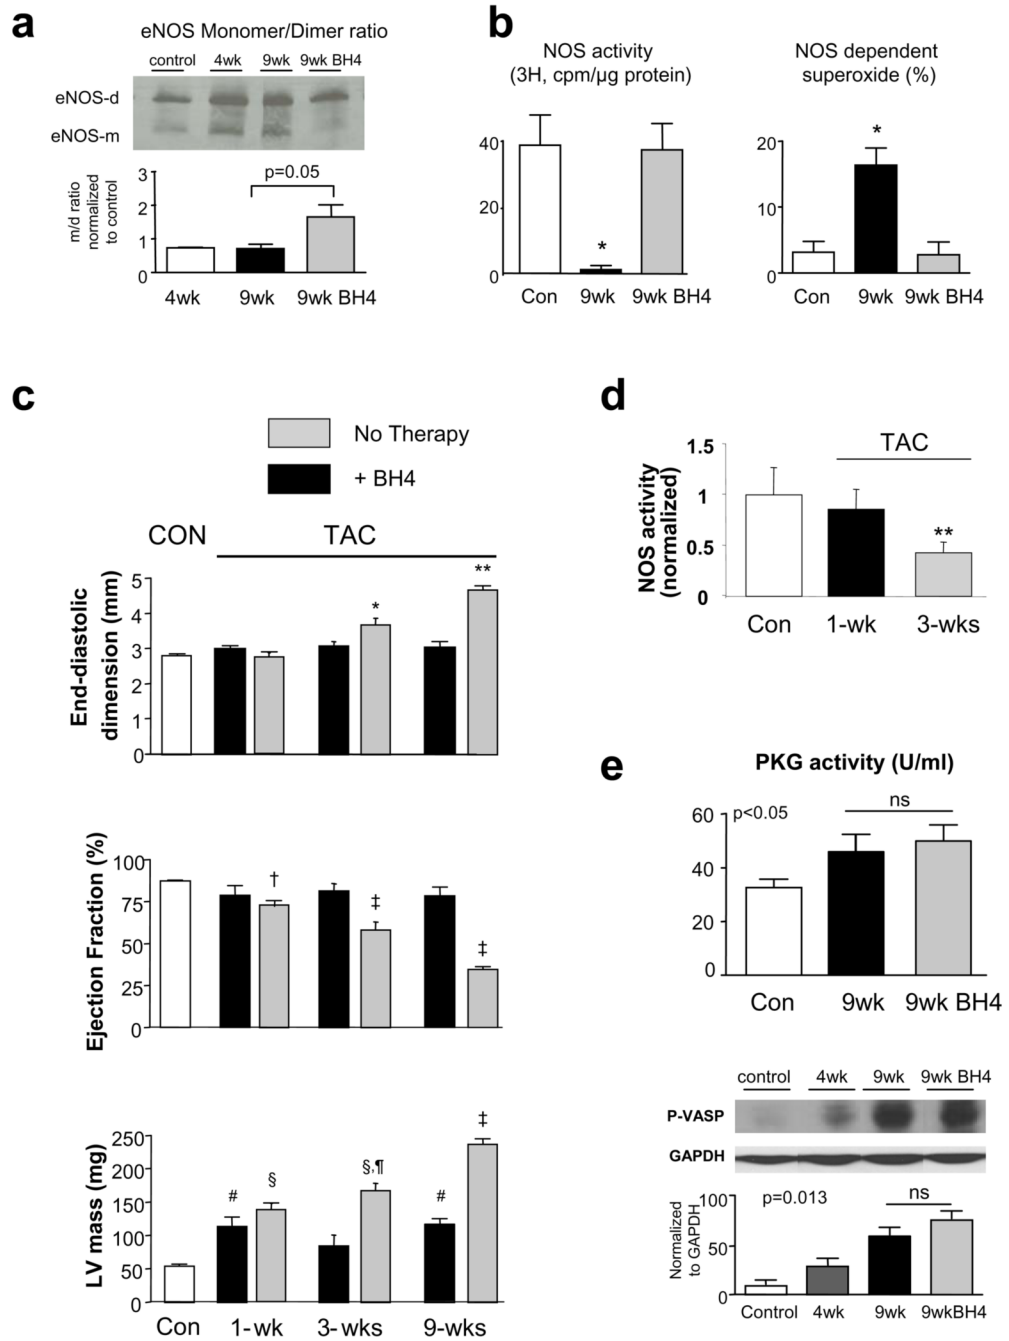 a
eNOS Monomer/Dimer ratio
control 4wk 9wk 9wk BH4
eNOS-d
eNOS-m
m/d ratio
normalized
to control
3
2
1
0
p=0.05
4wk 9wk 9wk BH4
b
NOS activity
(3H, cpm/µg protein)
40
20
0
*
Con 9wk 9wk BH4
NOS dependent
superoxide (%)
20
10
0
*
Con 9wk 9wk BH4
c
No Therapy
+ BH4
CON TAC
End-diastolic
dimension (mm)
5
4
3
2
1
0
* **
Ejection Fraction (%)
100
75
50
25
0
† ‡ ‡
LV mass (mg)
250
200
150
100
50
0
# § §,¶ # ‡
Con 1-wk 3-wks 9-wks
d
TAC
NOS activity
(normalized)
1.5
1
0.5
0
**
Con 1-wk 3-wks
e
PKG activity (U/ml)
60
40
20
0
p<0.05
ns
Con 9wk 9wk BH4
control 4wk 9wk 9wk BH4
P-VASP
GAPDH
Normalized
to GAPDH
100
50
0
p=0.013
ns
Control 4wk 9wk 9wkBH4